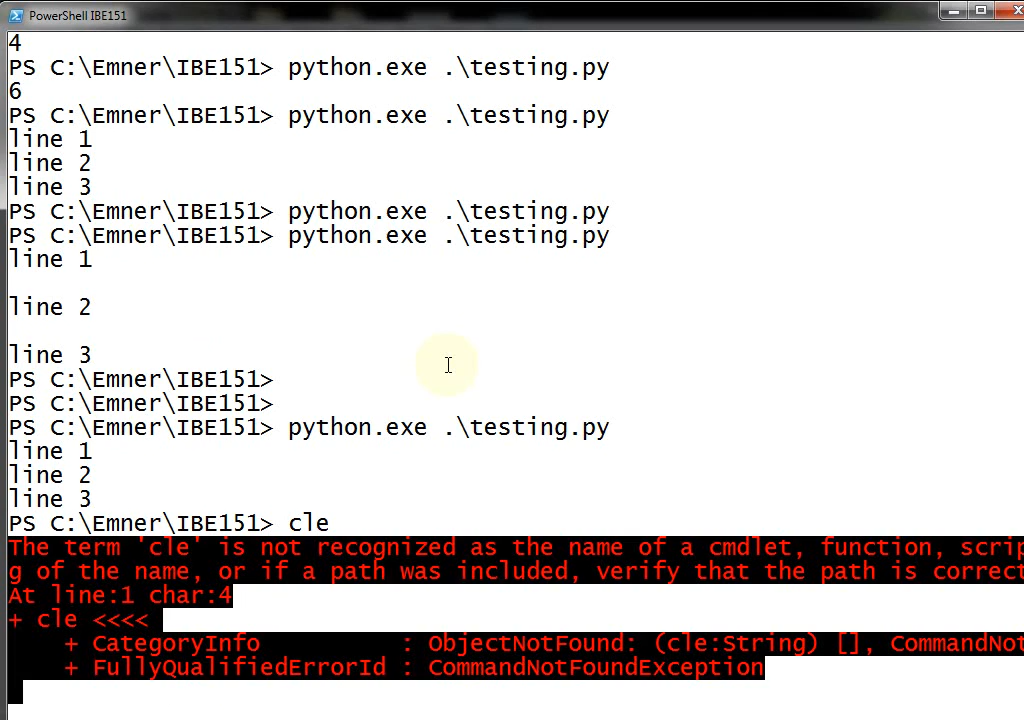 PowerShell IBE151
4
PS C:\Emner\IBE151> python.exe .\testing.py
6
PS C:\Emner\IBE151> python.exe .\testing.py
line 1
line 2
line 3
PS C:\Emner\IBE151> python.exe .\testing.py
PS C:\Emner\IBE151> python.exe .\testing.py
line 1
line 2
line 3
PS C:\Emner\IBE151>
PS C:\Emner\IBE151>
PS C:\Emner\IBE151> python.exe .\testing.py
line 1
line 2
line 3
PS C:\Emner\IBE151> cle
The term 'cle' is not recognized as the name of a cmdlet, function, scrip
g of the name, or if a path was included, verify that the path is correct
At line:1 char:4
+ cle <<<<
+ CategoryInfo : ObjectNotFound: (cle:String) [], CommandNot
+ FullyQualifiedErrorId : CommandNotFoundException